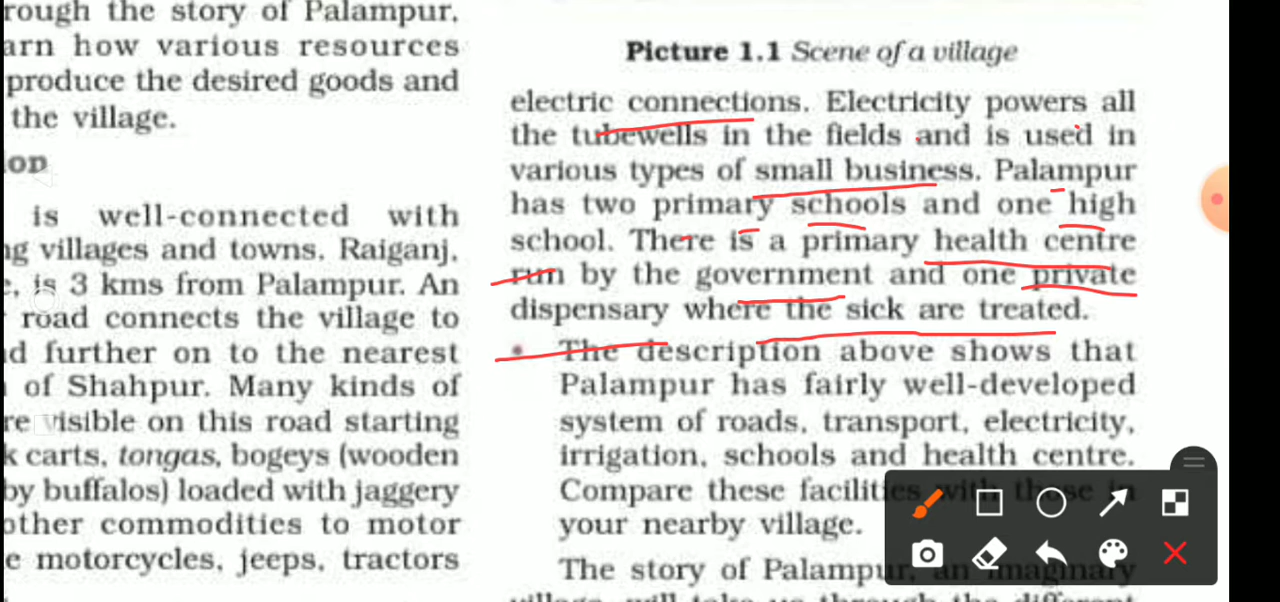 rough the story of Palampur,
arn how various resources
produce the desired goods and
the village.
ion
is well-connected with
ng villages and towns. Raiganj,
e, is 3 kms from Palampur. An
road connects the village to
d further on to the nearest
of Shahpur. Many kinds of
re visible on this road starting
k carts, tongas, bogeys (wooden
by buffalos) loaded with jaggery
other commodities to motor
e motorcycles, jeeps, tractors
Picture 1.1 Scene of a village
electric connections. Electricity powers all
the tubewells in the fields and is used in
various types of small business. Palampur
has two primary schools and one high
school. There is a primary health centre
run by the government and one private
dispensary where the sick are treated.
• The description above shows that
Palampur has fairly well-developed
system of roads, transport, electricity,
irrigation, schools and health centre.
Compare these facilities with those in
your nearby village.
The story of Palampur, an imaginary